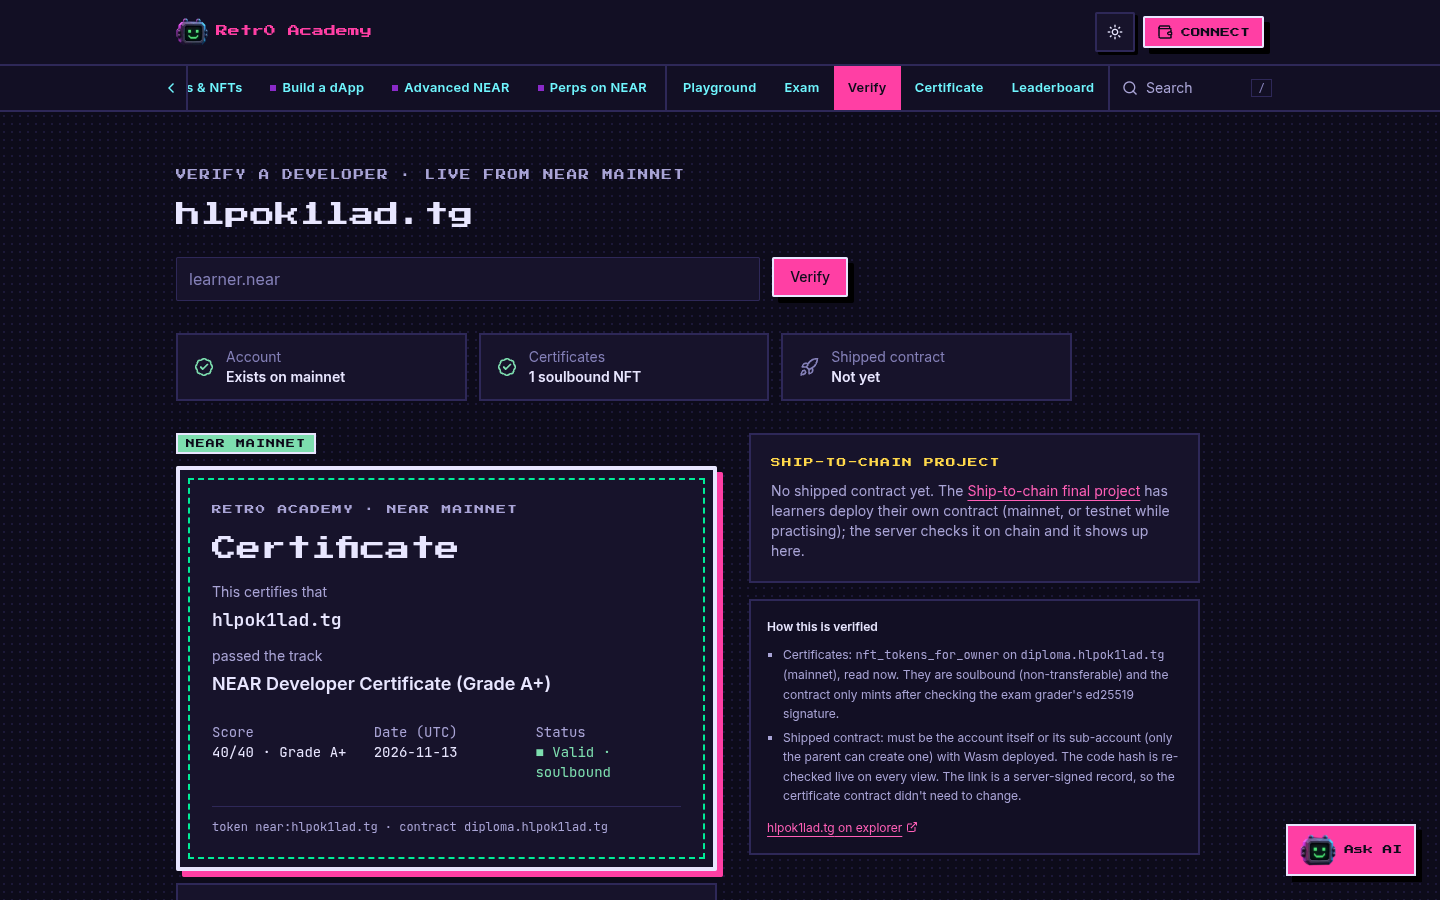 Retr0 Academy
CONNECT
s & NFTs
Build a dApp
Advanced NEAR
Perps on NEAR
Playground
Exam
Verify
Certificate
Leaderboard
Search
/
VERIFY A DEVELOPER · LIVE FROM NEAR MAINNET
hlpok1lad.tg
learner.near
Verify
Account
Exists on mainnet
Certificates
1 soulbound NFT
Shipped contract
Not yet
NEAR MAINNET
RETR0 ACADEMY · NEAR MAINNET
Certificate
This certifies that
hlpok1lad.tg
passed the track
NEAR Developer Certificate (Grade A+)
Score
40/40 · Grade A+
Date (UTC)
2026-11-13
Status
■ Valid ·
soulbound
token near:hlpok1lad.tg · contract diploma.hlpok1lad.tg
SHIP-TO-CHAIN PROJECT
No shipped contract yet. The Ship-to-chain final project has
learners deploy their own contract (mainnet, or testnet while
practising); the server checks it on chain and it shows up
here.
How this is verified
Certificates: nft_tokens_for_owner on diploma.hlpok1lad.tg
(mainnet), read now. They are soulbound (non-transferable) and the
contract only mints after checking the exam grader's ed25519
signature.
Shipped contract: must be the account itself or its sub-account (only
the parent can create one) with Wasm deployed. The code hash is re-
checked live on every view. The link is a server-signed record, so the
certificate contract didn't need to change.
hlpok1lad.tg on explorer
Ask AI